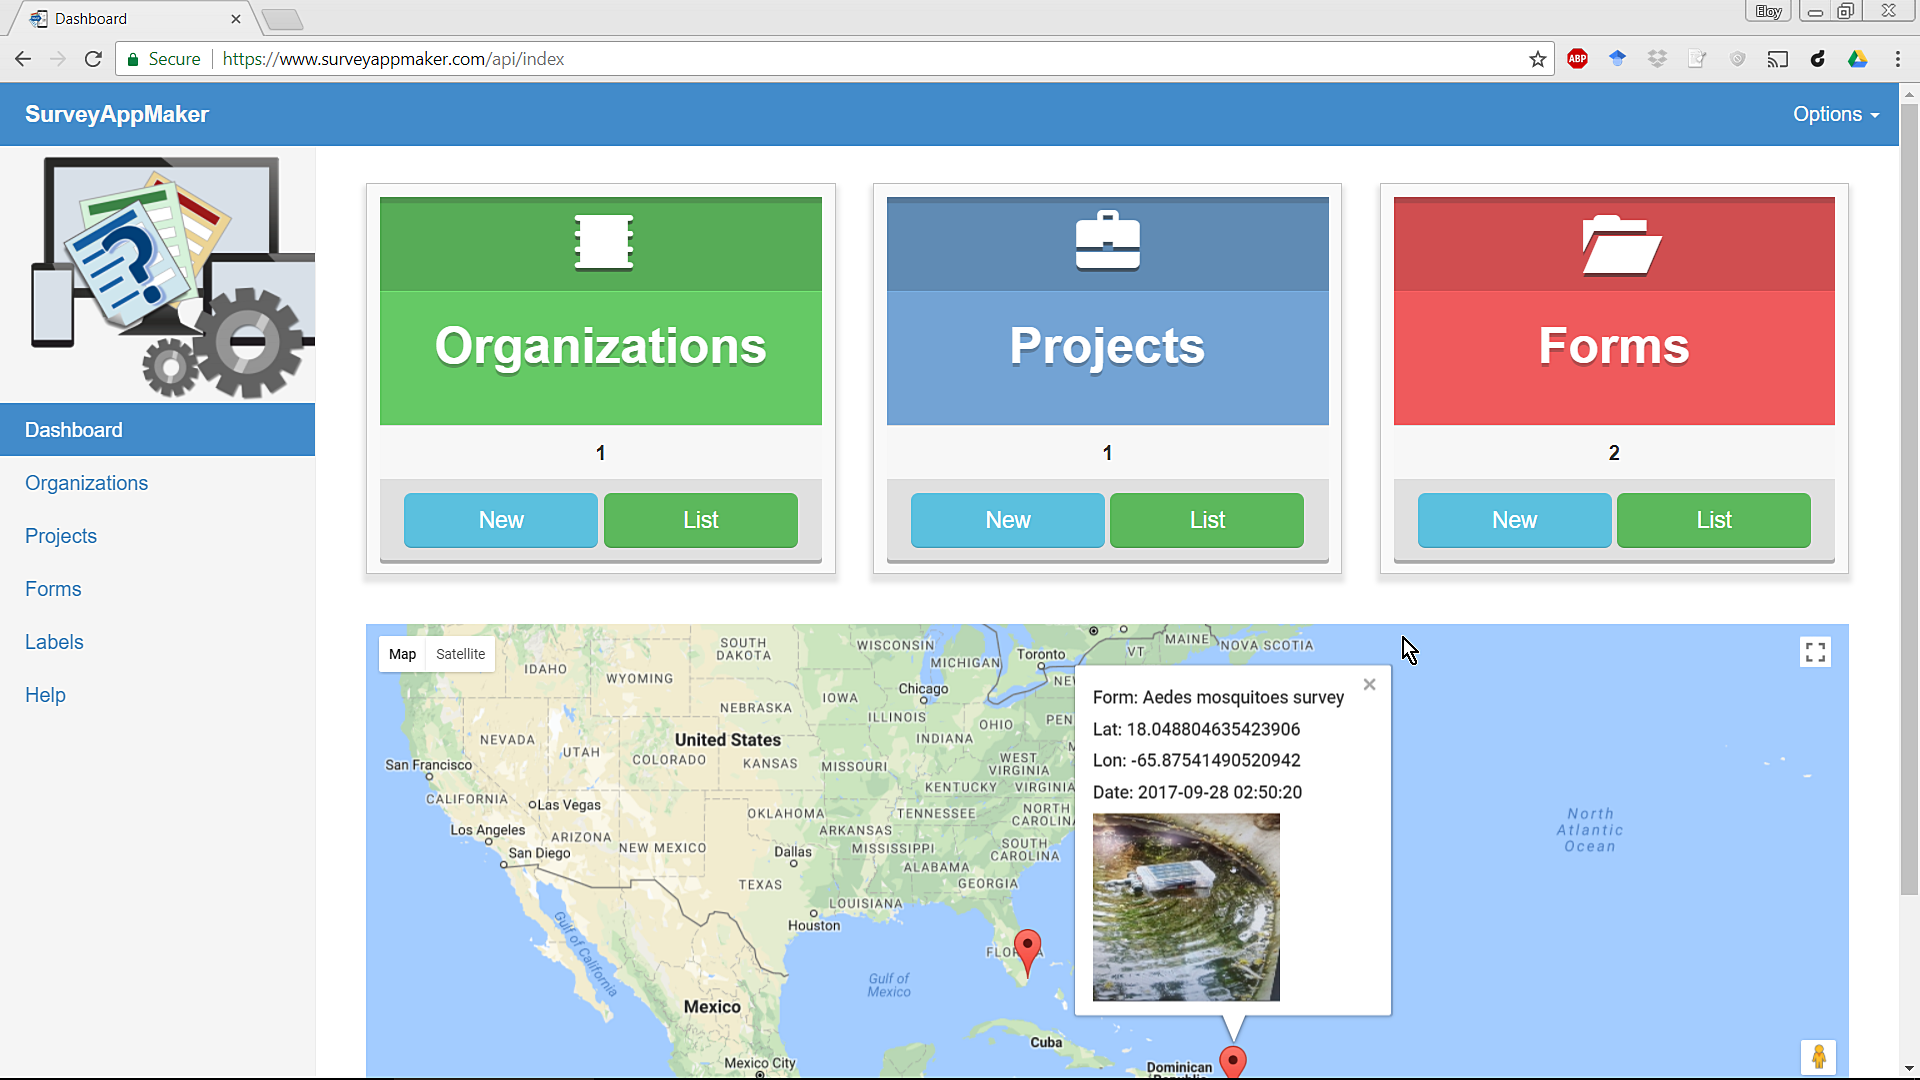 Dashboard
Eloy
Secure https://www.surveyappmaker.com/api/index
ABP
SurveyAppMaker
Options
?
Organizations
Projects
Forms
1
1
2
New
List
New
List
New
List
Dashboard
Organizations
Projects
Forms
Labels
Help
Map
Satellite
SOUTH
DAKOTA
WISCONSIN
MICHIGAN
Toronto
VT
MAINE
NOVA SCOTIA
IDAHO
WYOMING
IOWA
Chicago
NEBRASKA
ILLINOIS
INDIANA
OHIO
PEN
NEVADA
UTAH
United States
COLORADO
KANSAS
MISSOURI
WEST
VIRGINIA
KENTUCKY
VIRGINIA
San Francisco
CALIFORNIA
Las Vegas
OKLAHOMA
TENNESSEE
NORTH
CAROLIN
Los Angeles
ARIZONA
NEW MEXICO
ARKANSAS
MISSISSIPPI
SOUTH
CAROLINA
San Diego
Dallas
ALABAMA
TEXAS
GEORGIA
LOUISIANA
Houston
Gulf of California
FLOR
A
Gulf of
Mexico
Mexico
Cuba
Mexico City
Dominican
North
Atlantic
Ocean
Form: Aedes mosquitoes survey
Lat: 18.048804635423906
Lon: -65.87541490520942
Date: 2017-09-28 02:50:20